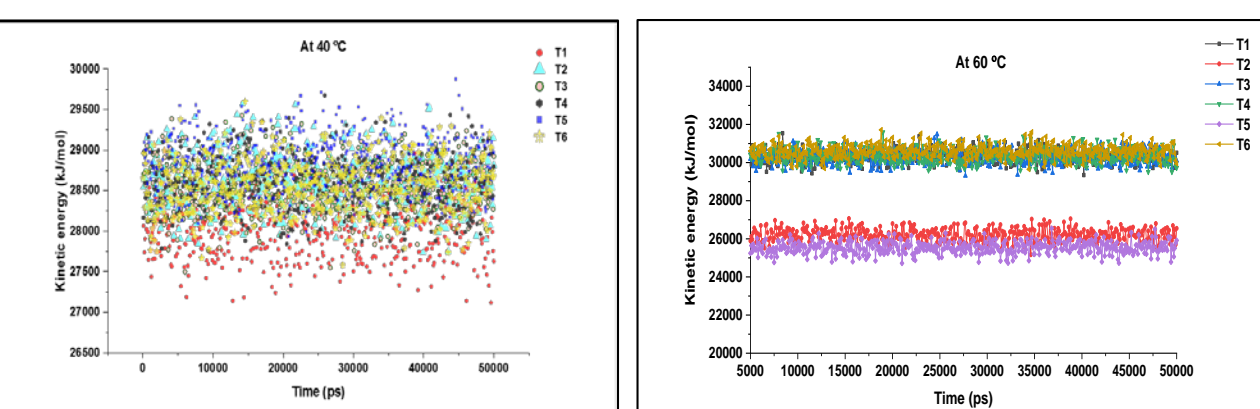 At 40 ºC
T1
T2
T3
T4
T5
T6
30000
29500
29000
28500
28000
27500
27000
26500
Kinetic energy (kJ/mol)
0
10000
20000
30000
40000
50000
Time (ps)
At 60 ºC
T1
T2
T3
T4
T5
T6
34000
32000
30000
28000
26000
24000
22000
20000
Kinetic energy (kJ/mol)
5000
10000
15000
20000
25000
30000
35000
40000
45000
50000
Time (ps)